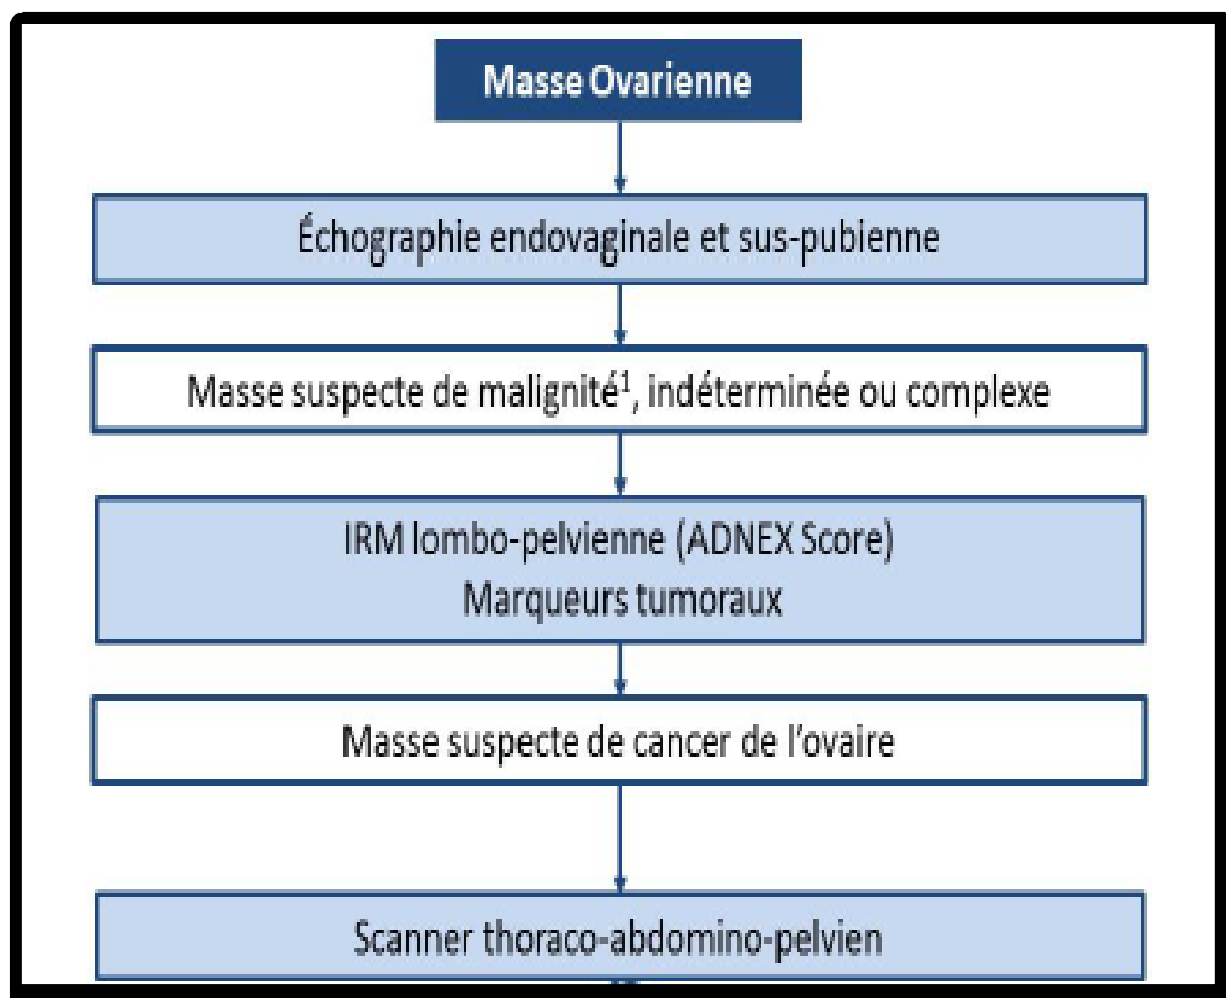 Masse Ovarienne
Échographie endovaginale et sus-pubienne
Masse suspecte de malignité¹, indéterminée ou complexe
IRM lombo-pelvienne (ADNEX Score)
Marqueurs tumoraux
Masse suspecte de cancer de l'ovaire
Scanner thoraco-abdomino-pelvien